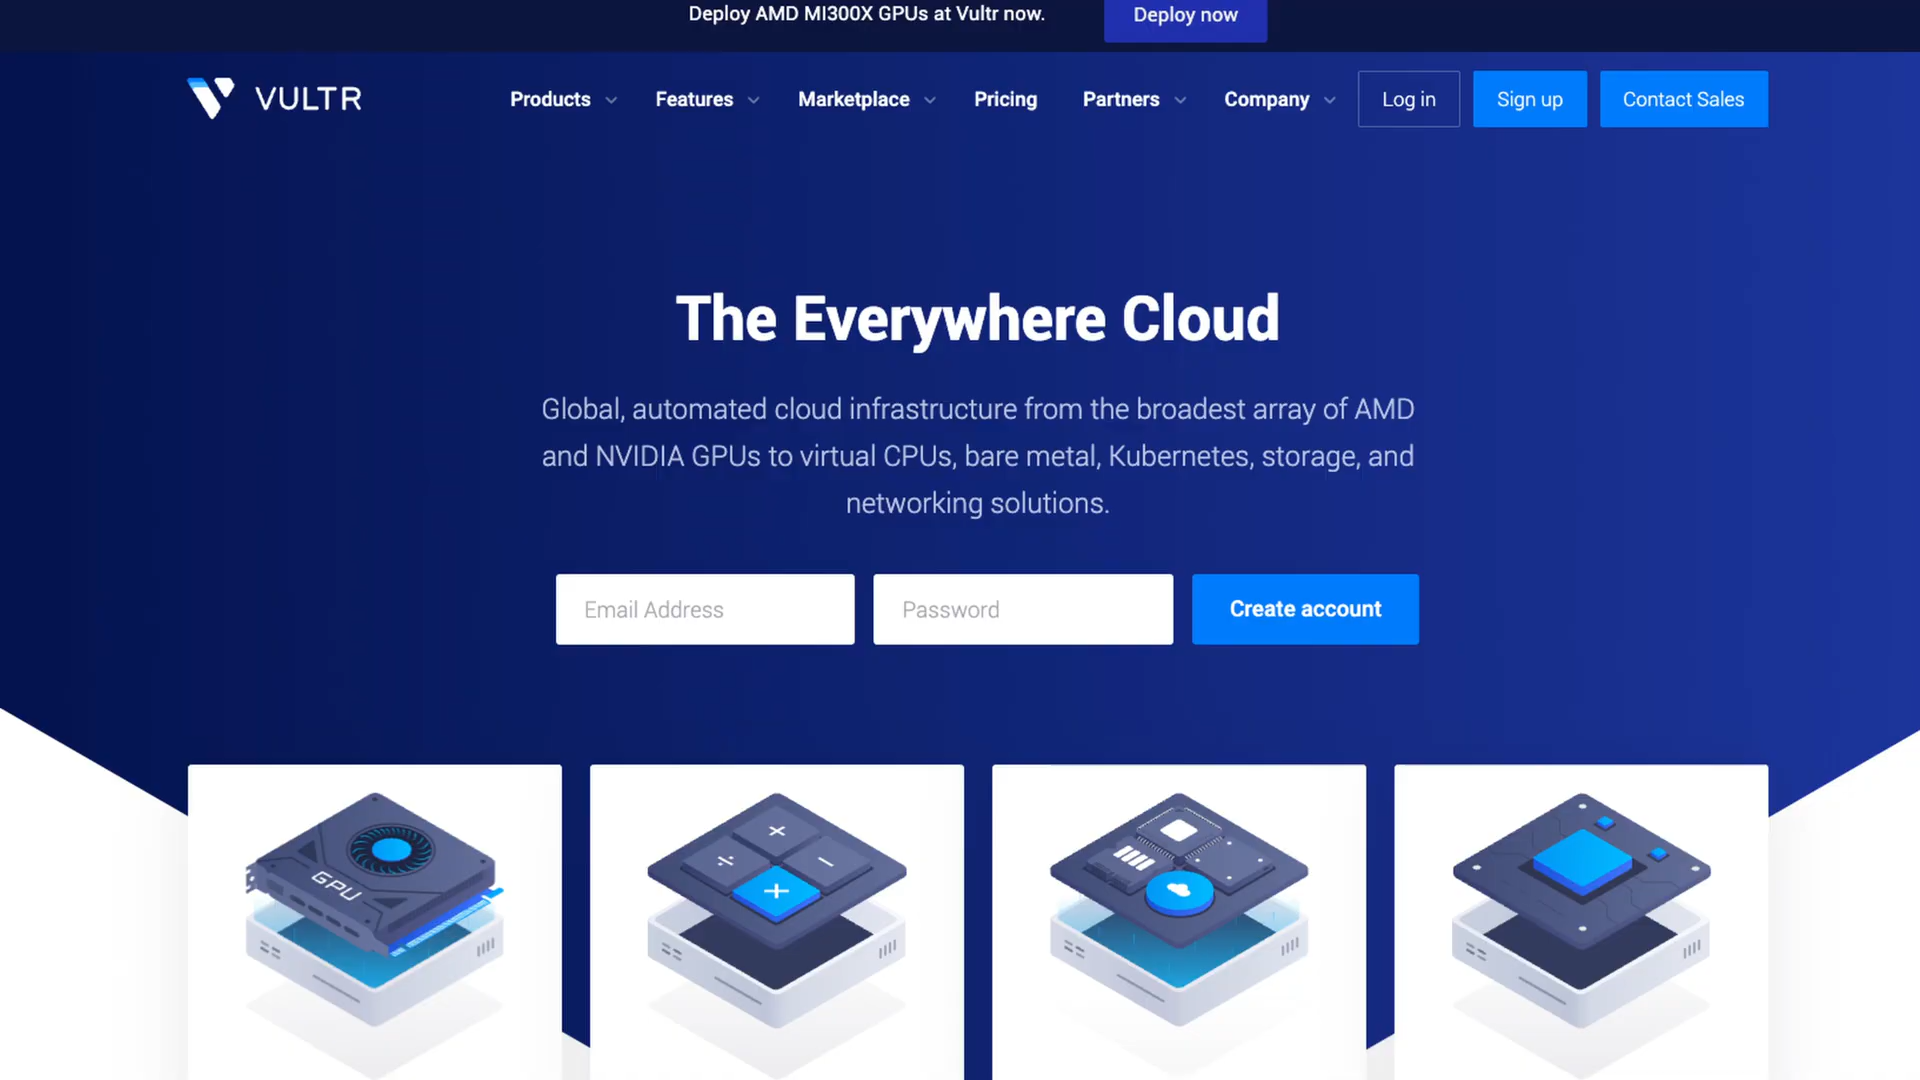 Deploy AMD MI300X GPUs at Vultr now.
Deploy now
VULTR
Products
Features
Marketplace
Pricing
Partners
Company
Log in
Sign up
Contact Sales
The Everywhere Cloud
Global, automated cloud infrastructure from the broadest array of AMD
and NVIDIA GPUs to virtual CPUs, bare metal, Kubernetes, storage, and
networking solutions.
Email Address
Password
Create account
GPU